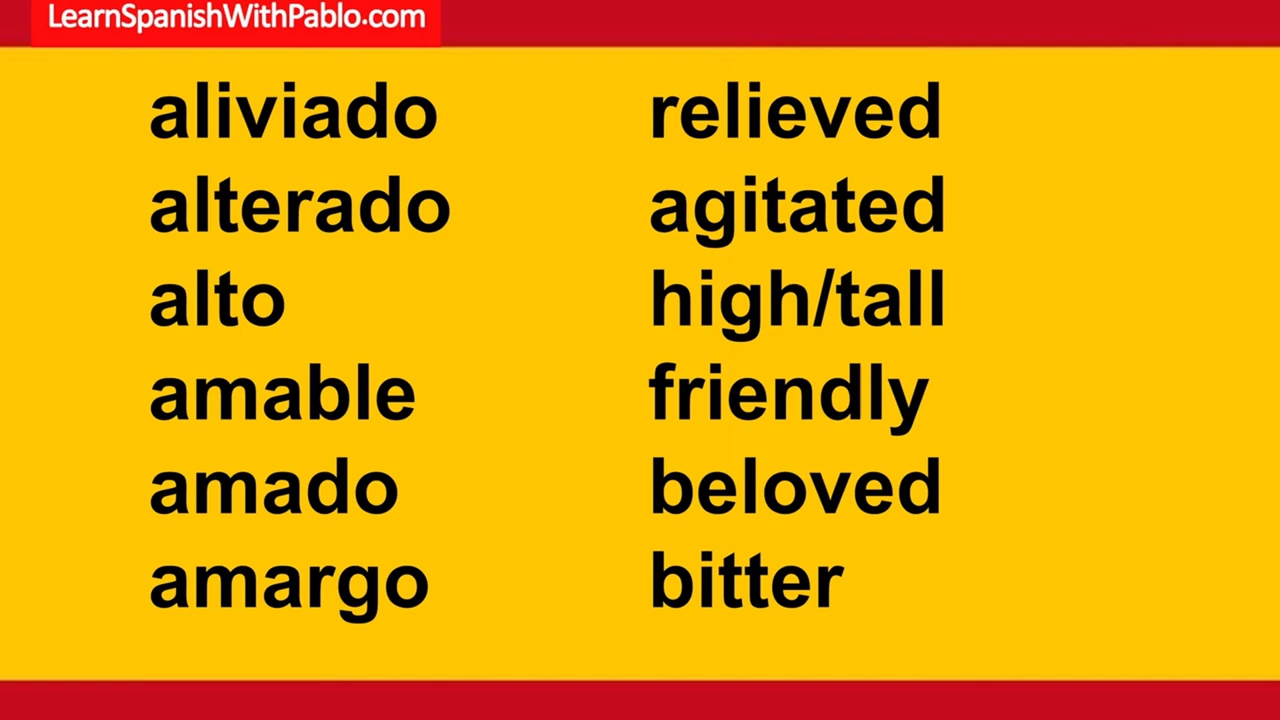 LearnSpanishWithPablo.com
aliviado relieved
alterado agitated
alto high/tall
amable friendly
amado beloved
amargo bitter